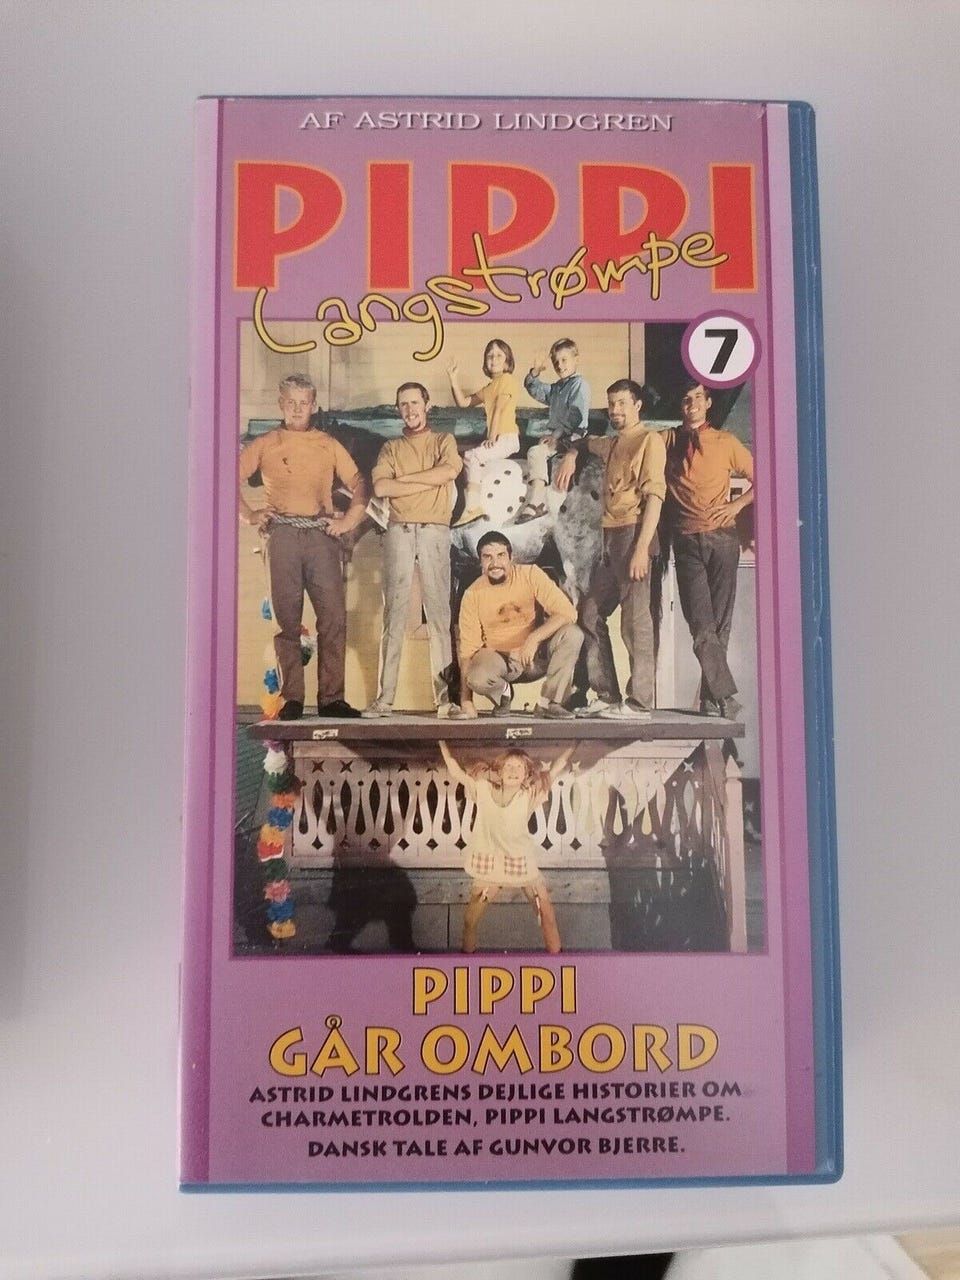 AF ASTRID LINDGREN
PIPPI
Langstrømpe
7
PIPPI
GÅR OMBORD
ASTRID LINDGRENS DEJLIGE HISTORIER OM
CHARMETROLDEN, PIPPI LANGSTRØMPE.
DANSK TALE AF GUNVOR BJERRE.